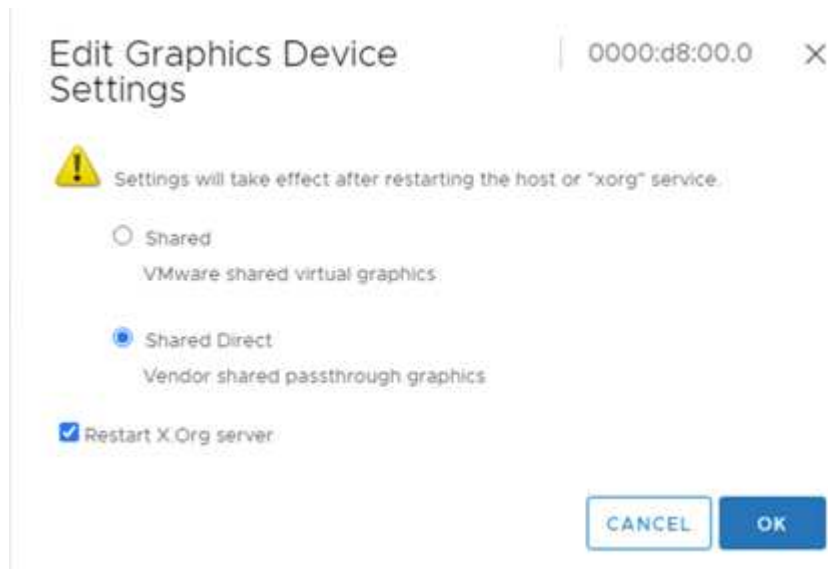 Edit Graphics Device
Settings
0000:d8:00.0
Settings will take effect after restarting the host or "xorg" service.
Shared
VMware shared virtual graphics
Shared Direct
Vendor shared passthrough graphics
Restart X.Org server
CANCEL
OK